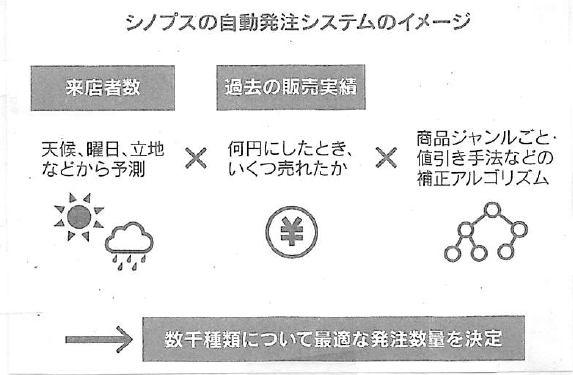 シノプスの自動発注システムのイメージ
来店者数
過去の販売実績
天候、曜日、立地
などから予測
×
何円にしたとき、
いくつ売れたか
×
商品ジャンルごと・
値引き手法などの
補正アルゴリズム
¥
数千種類について最適な発注数量を決定